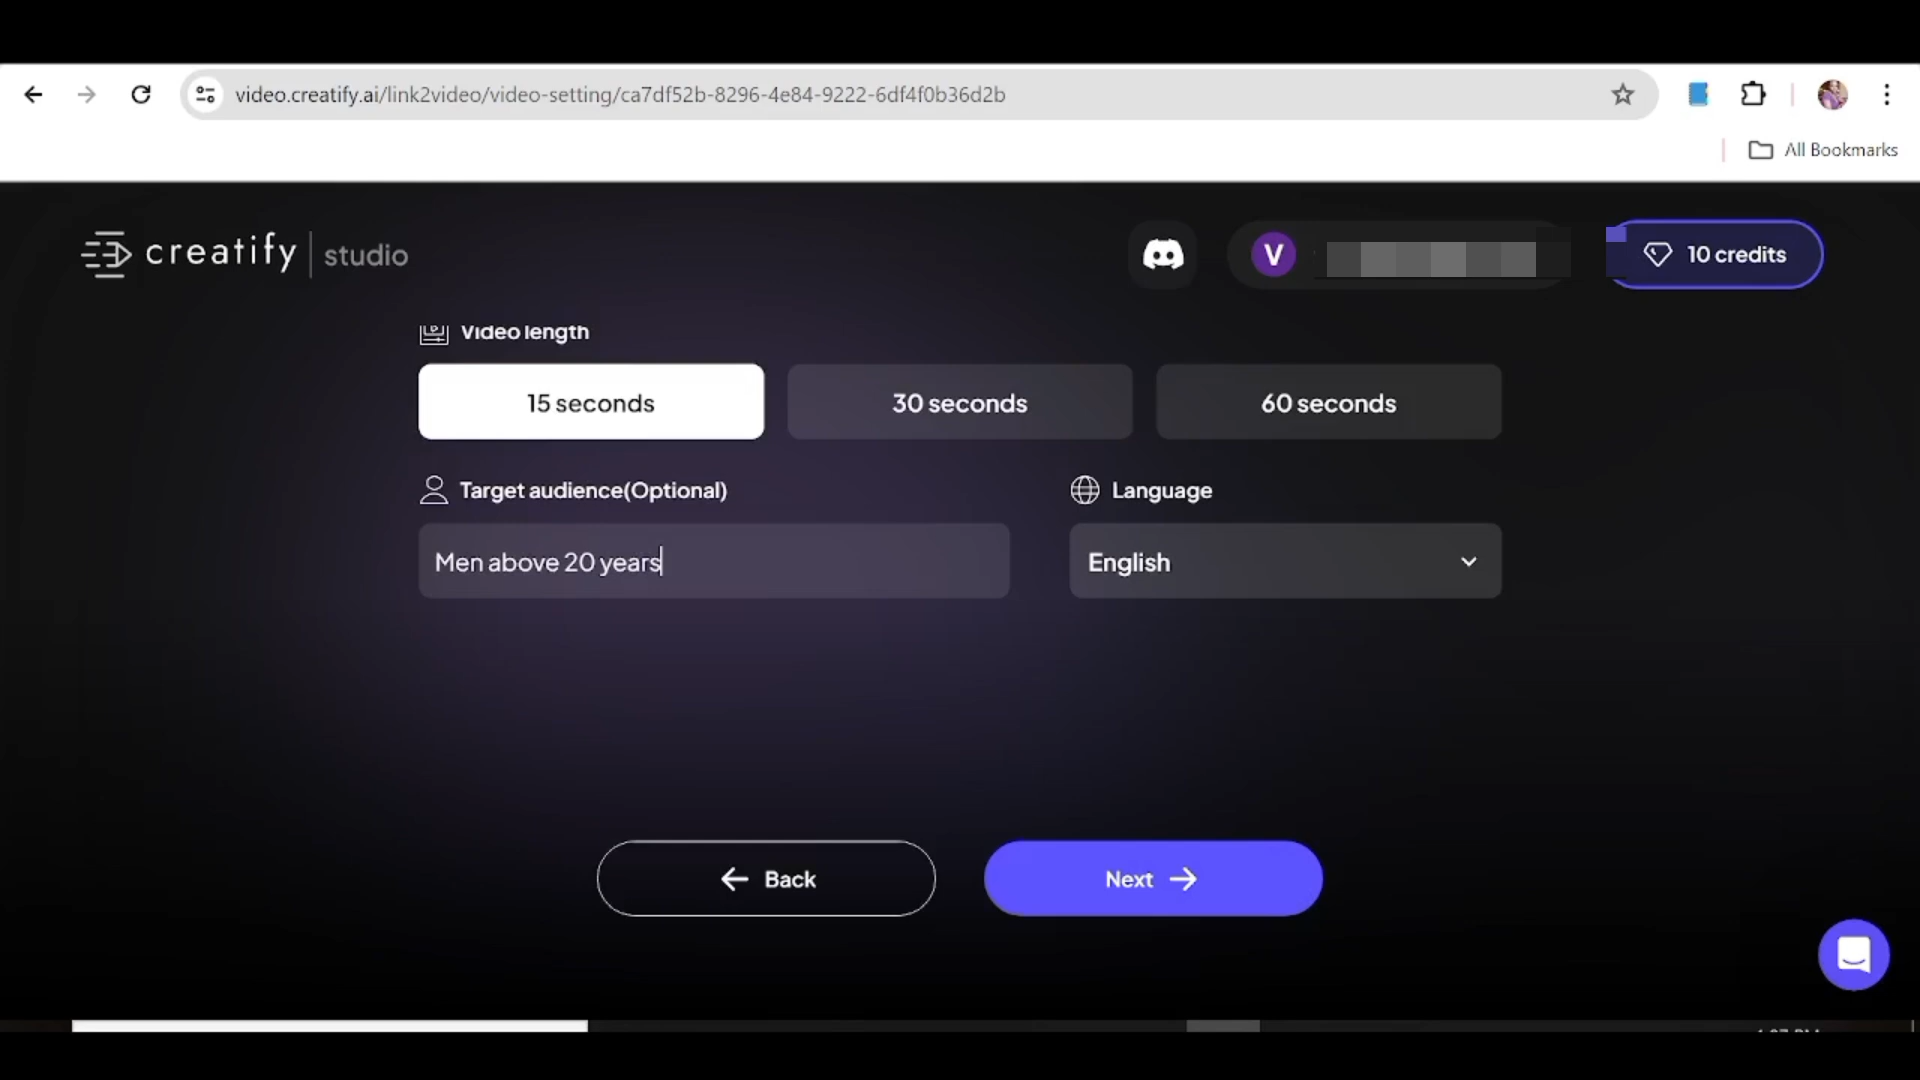 video.creatify.ai/link2video/video-setting/ca7df52b-8296-4e84-9222-6df4f0b36d2b
All Bookmarks
creatify studio
V
10 credits
Video length
15 seconds
30 seconds
60 seconds
Target audience(Optional)
Language
Men above 20 years
English
Back
Next